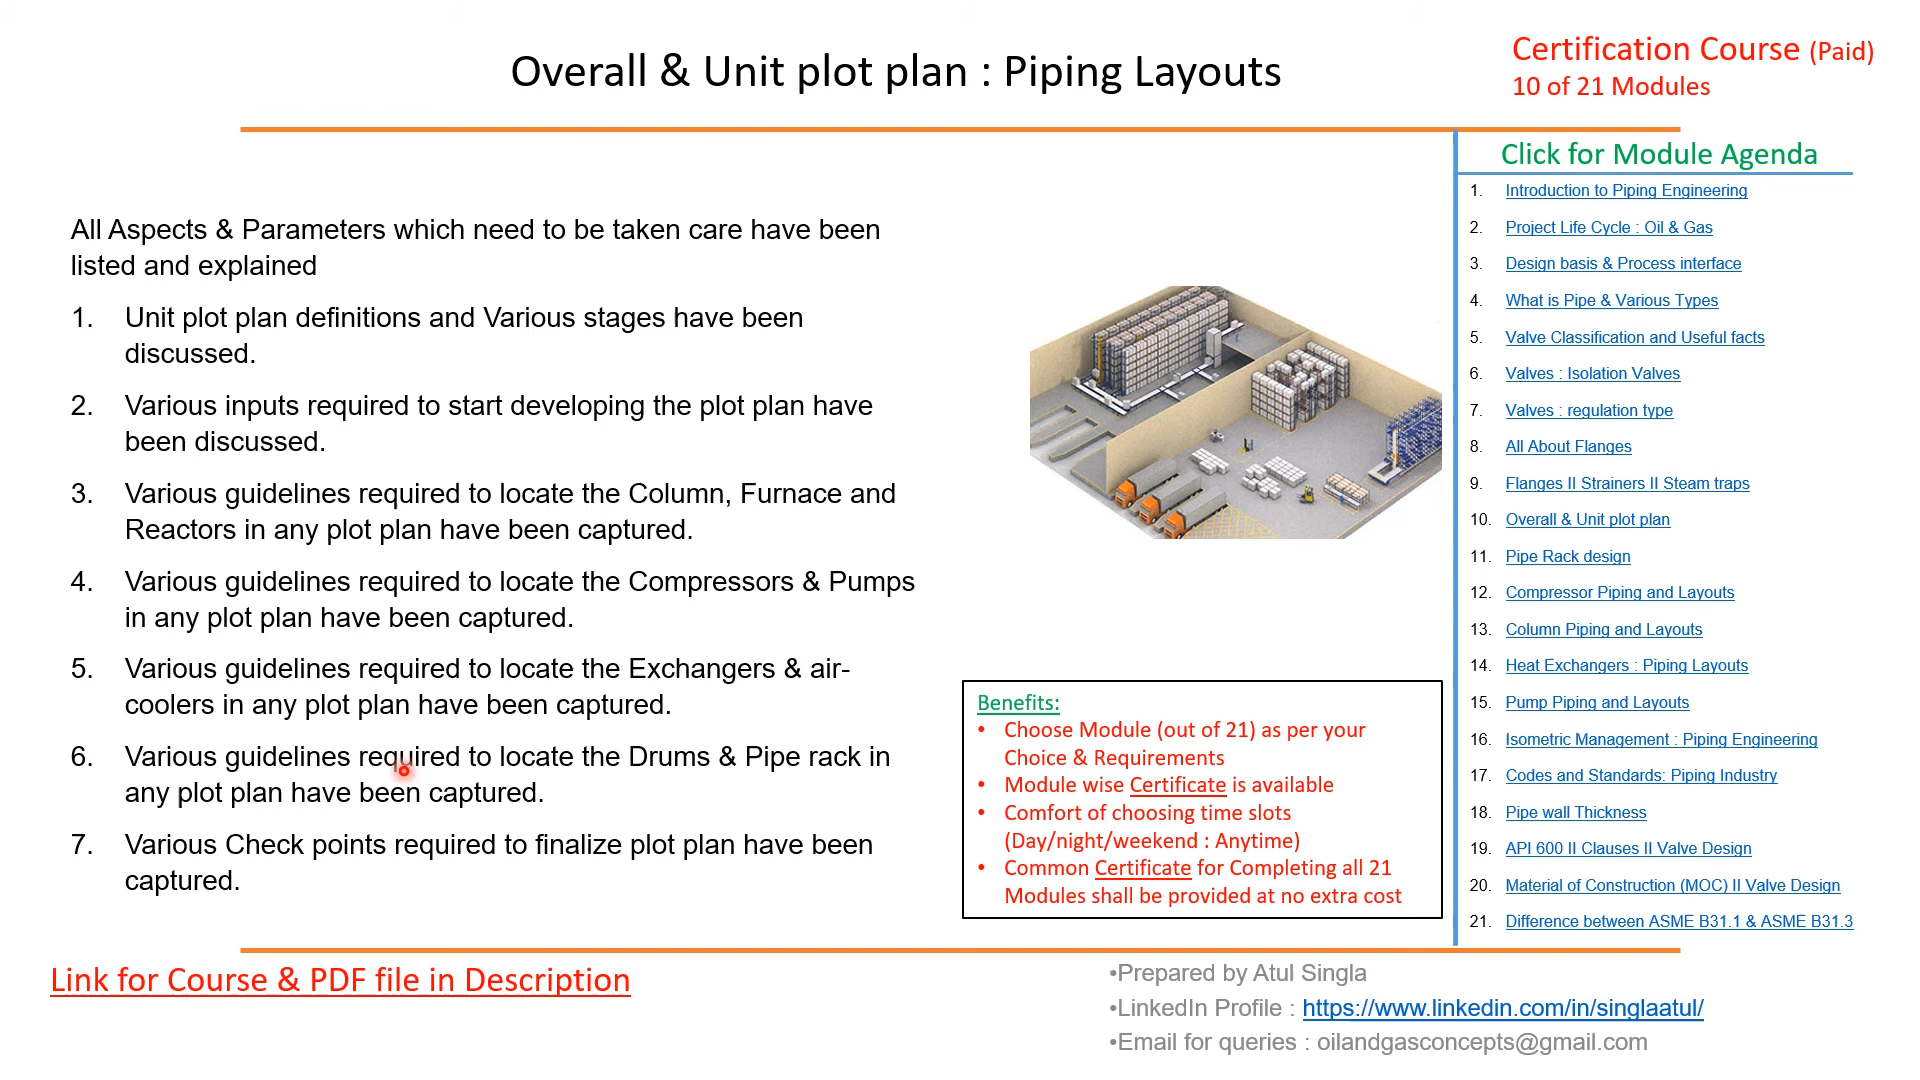 Overall & Unit plot plan : Piping Layouts
Certification Course (Paid)
10 of 21 Modules
All Aspects & Parameters which need to be taken care have been
listed and explained
1. Unit plot plan definitions and Various stages have been
discussed.
2. Various inputs required to start developing the plot plan have
been discussed.
3. Various guidelines required to locate the Column, Furnace and
Reactors in any plot plan have been captured.
4. Various guidelines required to locate the Compressors & Pumps
in any plot plan have been captured.
5. Various guidelines required to locate the Exchangers & air-
coolers in any plot plan have been captured.
6. Various guidelines required to locate the Drums & Pipe rack in
any plot plan have been captured.
7. Various Check points required to finalize plot plan have been
captured.
Benefits:
• Choose Module (out of 21) as per your
Choice & Requirements
• Module wise Certificate is available
• Comfort of choosing time slots
(Day/night/weekend : Anytime)
• Common Certificate for Completing all 21
Modules shall be provided at no extra cost
Click for Module Agenda
1. Introduction to Piping Engineering
2. Project Life Cycle : Oil & Gas
3. Design basis & Process interface
4. What is Pipe & Various Types
5. Valve Classification and Useful facts
6. Valves : Isolation Valves
7. Valves : regulation type
8. All About Flanges
9. Flanges II Strainers II Steam traps
10. Overall & Unit plot plan
11. Pipe Rack design
12. Compressor Piping and Layouts
13. Column Piping and Layouts
14. Heat Exchangers : Piping Layouts
15. Pump Piping and Layouts
16. Isometric Management : Piping Engineering
17. Codes and Standards: Piping Industry
18. Pipe wall Thickness
19. API 600 II Clauses II Valve Design
20. Material of Construction (MOC) II Valve Design
21. Difference between ASME B31.1 & ASME B31.3
Link for Course & PDF file in Description
•Prepared by Atul Singla
•LinkedIn Profile : https://www.linkedin.com/in/singlaatul/
•Email for queries : oilandgasconcepts@gmail.com